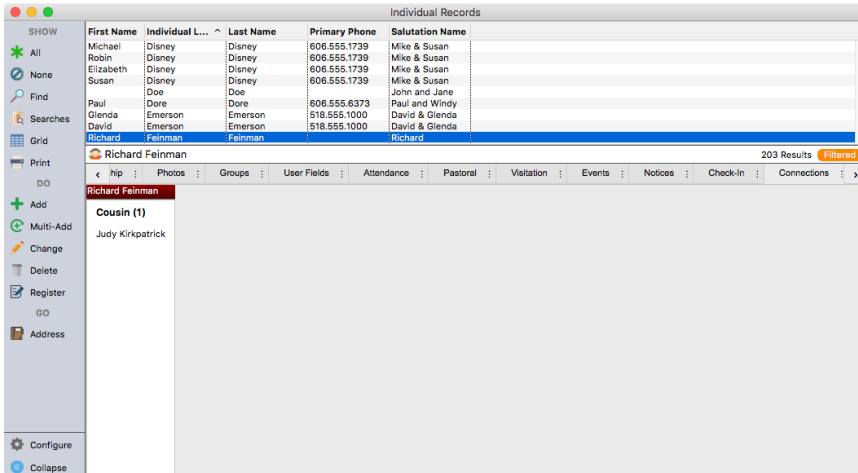 Individual Records
SHOW
All
None
Find
Searches
Grid
Print
DO
Add
Multi-Add
Change
Delete
Register
GO
Address
Configure
Collapse
First Name Individual L... ^ Last Name Primary Phone Salutation Name
Michael Disney Disney 606.555.1739 Mike & Susan
Robin Disney Disney 606.555.1739 Mike & Susan
Elizabeth Disney Disney 606.555.1739 Mike & Susan
Susan Disney Disney 606.555.1739 Mike & Susan
Doe Doe John and Jane
Paul Dore Dore 606.555.6373 Paul and Windy
Glenda Emerson Emerson 518.555.1000 David & Glenda
David Emerson Emerson 518.555.1000 David & Glenda
Richard Feinman Feinman Richard
Richard Feinman 203 Results Filtered
‹ hip : Photos : Groups : User Fields : Attendance : Pastoral : Visitation : Events : Notices : Check-In : Connections : ›
Richard Feinman
Cousin (1)
Judy Kirkpatrick